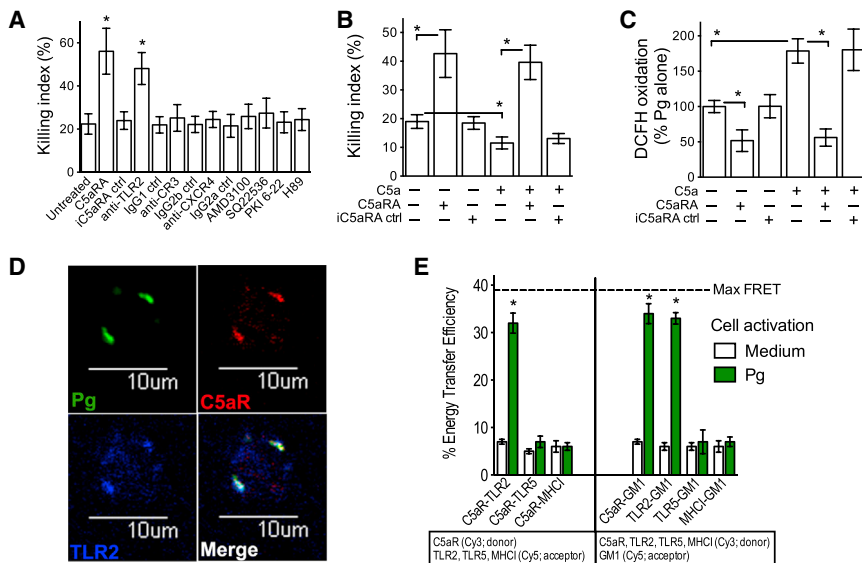 A
Killing index (%)
60
40
20
0
*
*
Untreated
C5aRA
iC5aRA ctrl
anti-TLR2
IgG1 ctrl
anti-CR3
IgG2b ctrl
anti-CXCR4
IgG2a ctrl
AMD3100
SQ22536
PKI 6-22
H89
B
Killing index (%)
50
40
30
20
10
0
*
*
*
C5a – – – + + +
C5aRA – + – – + –
iC5aRA ctrl – – + – – +
C
DCFH oxidation
(% Pg alone)
200
150
100
50
0
*
*
*
C5a – – – + + +
C5aRA – + – – + –
iC5aRA ctrl – – + – – +
D
10um
Pg
10um
C5aR
10um
TLR2
10um
Merge
E
% Energy Transfer Efficiency
40
30
20
10
0
Max FRET
*
*
*
Cell activation
Medium
Pg
C5aR-TLR2
C5aR-TLR5
C5aR-MHCI
C5aR-GM1
TLR2-GM1
TLR5-GM1
MHCI-GM1
C5aR (Cy3; donor)
TLR2, TLR5, MHCI (Cy5; acceptor)
C5aR, TLR2, TLR5, MHCI (Cy3; donor)
GM1 (Cy5; acceptor)